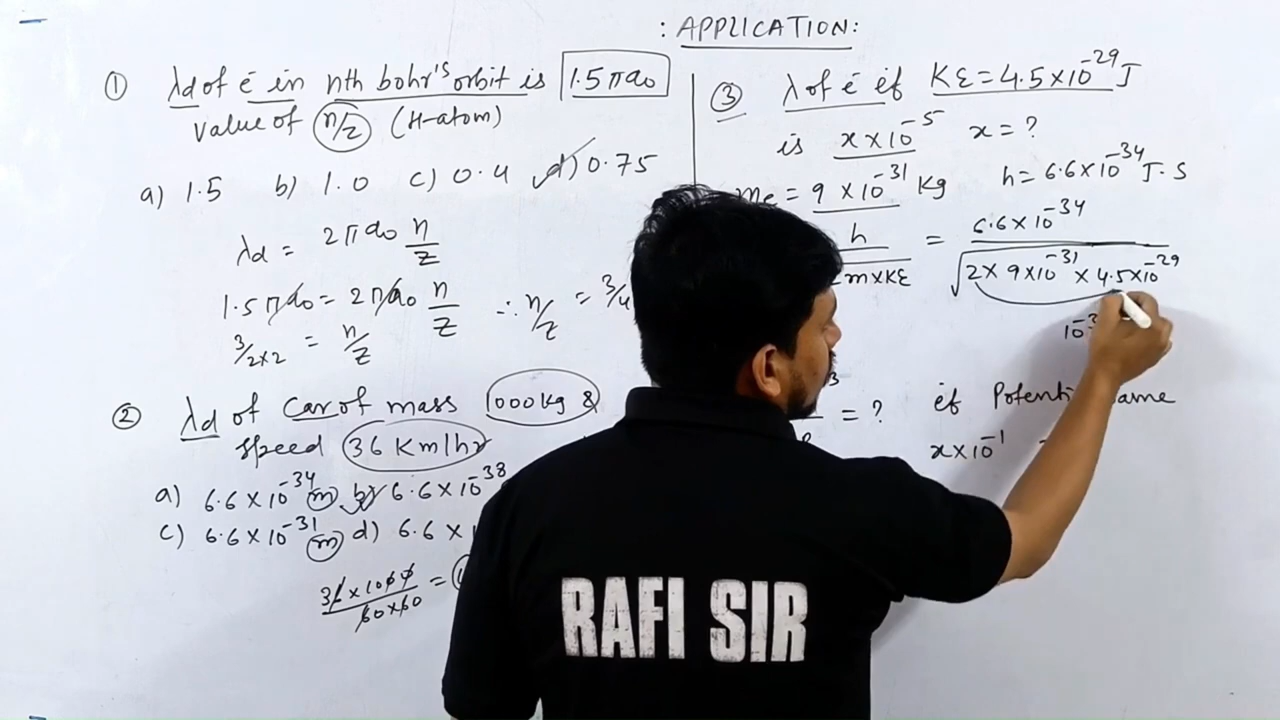 : APPLICATION:
① λd of é in nth bohr's orbit is 1.5πa₀
value of n/z (H-atom)
a) 1.5 b) 1.0 c) 0.4 d) 0.75
λd = 2πa₀ n/z
1.5πa₀ = 2πa₀ n/z ∴ n/z = 3/4
3/2×2 = n/z
② λd of Car of mass 1000kg &
speed 36 Km/hr
a) 6.6×10⁻³⁴ m b) 6.6×10⁻³⁸
c) 6.6×10⁻³¹ m d) 6.6×
36×1000/60×60 =
③ λ of é if KE = 4.5×10⁻²⁹ J
is x×10⁻⁵ x = ?
me = 9×10⁻³¹ Kg h = 6.6×10⁻³⁴ J.S
h/m×KE = 6.6×10⁻³⁴/√2×9×10⁻³¹×4.5×10⁻²⁹
= ? if Potenti ame
x×10⁻¹
RAFI SIR